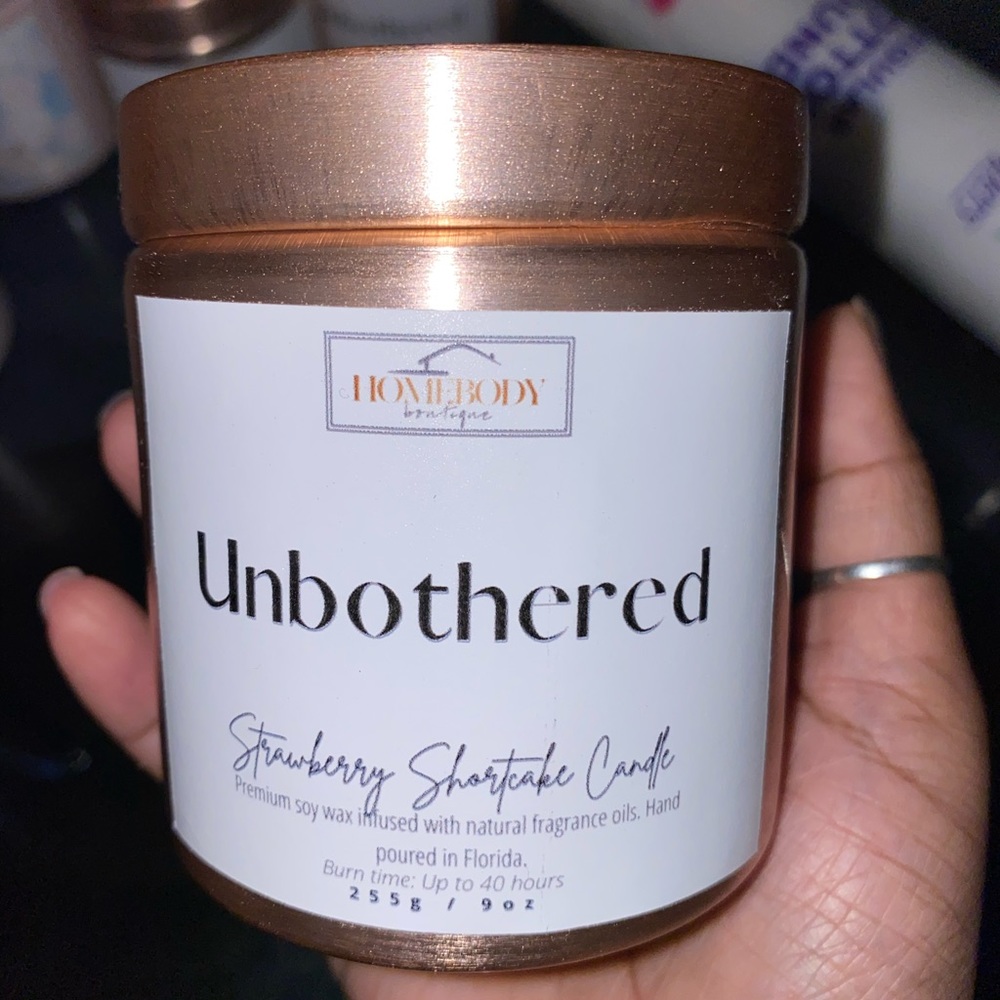 HOMEBODY
boutique
Unbothered
Strawberry Shortcake Candle
Premium soy wax infused with natural fragrance oils. Hand
poured in Florida.
Burn time: Up to 40 hours
255g / 9oz